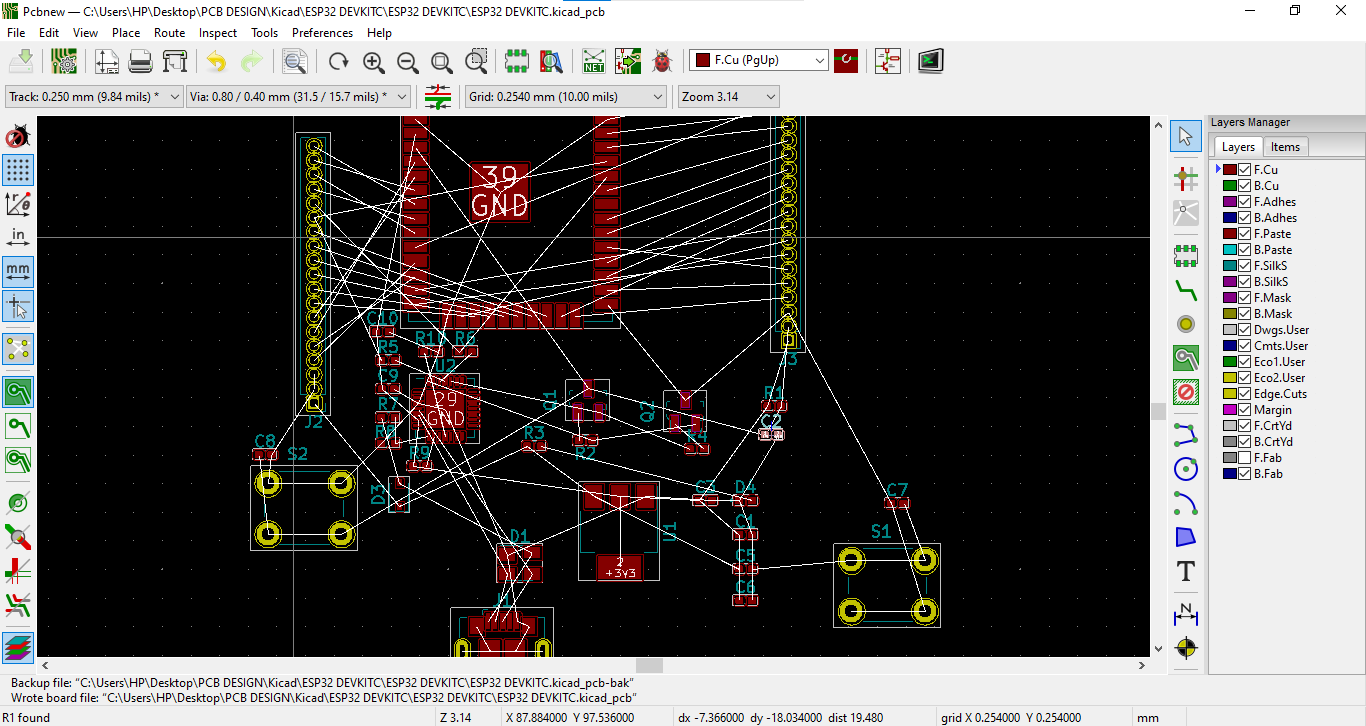 Pcbnew — C:\Users\HP\Desktop\PCB DESIGN\Kicad\ESP32 DEVKITC\ESP32 DEVKITC\ESP32 DEVKITC.kicad_pcb
File Edit View Place Route Inspect Tools Preferences Help
NET
F.Cu (PgUp)
Track: 0.250 mm (9.84 mils) *
Via: 0.80 / 0.40 mm (31.5 / 15.7 mils) *
Grid: 0.2540 mm (10.00 mils)
Zoom 3.14
in
mm
39
GND
C10
R10
R6
R5
U2
C9
29
GND
R7
R8
R9
J2
C8
S2
D3
Q1
R2
R3
Q2
R4
3
R1
C2
C3
D4
C1
C5
C6
C7
S1
U1
2
+3V3
D1
J1
T
N
Layers Manager
Layers Items
F.Cu
B.Cu
F.Adhes
B.Adhes
F.Paste
B.Paste
F.SilkS
B.SilkS
F.Mask
B.Mask
Dwgs.User
Cmts.User
Eco1.User
Eco2.User
Edge.Cuts
Margin
F.CrtYd
B.CrtYd
F.Fab
B.Fab
Backup file: "C:\Users\HP\Desktop\PCB DESIGN\Kicad\ESP32 DEVKITC\ESP32 DEVKITC\ESP32 DEVKITC.kicad_pcb-bak"
Wrote board file: "C:\Users\HP\Desktop\PCB DESIGN\Kicad\ESP32 DEVKITC\ESP32 DEVKITC\ESP32 DEVKITC.kicad_pcb"
R1 found
Z 3.14
X 87.884000 Y 97.536000
dx -7.366000 dy -18.034000 dist 19.480
grid X 0.254000 Y 0.254000
mm